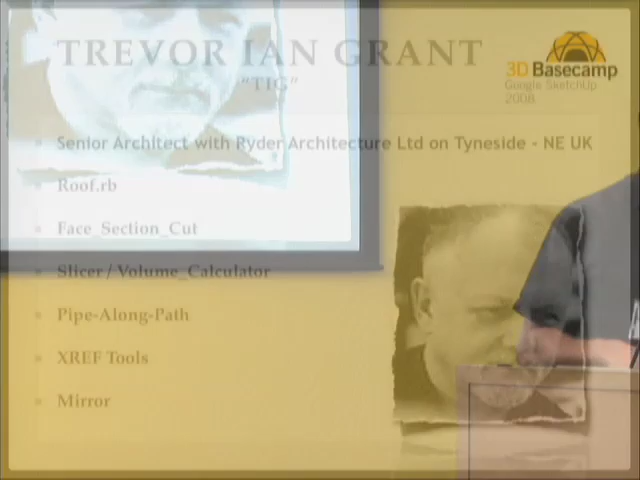 TREVOR IAN GRANT
"TIG"
3D Basecamp
Google SketchUp
2008
Senior Architect with Ryder Architecture Ltd on Tyneside - NE UK
Roof.rb
Face_Section_Cut
Slicer / Volume_Calculator
Pipe-Along-Path
XREF Tools
Mirror